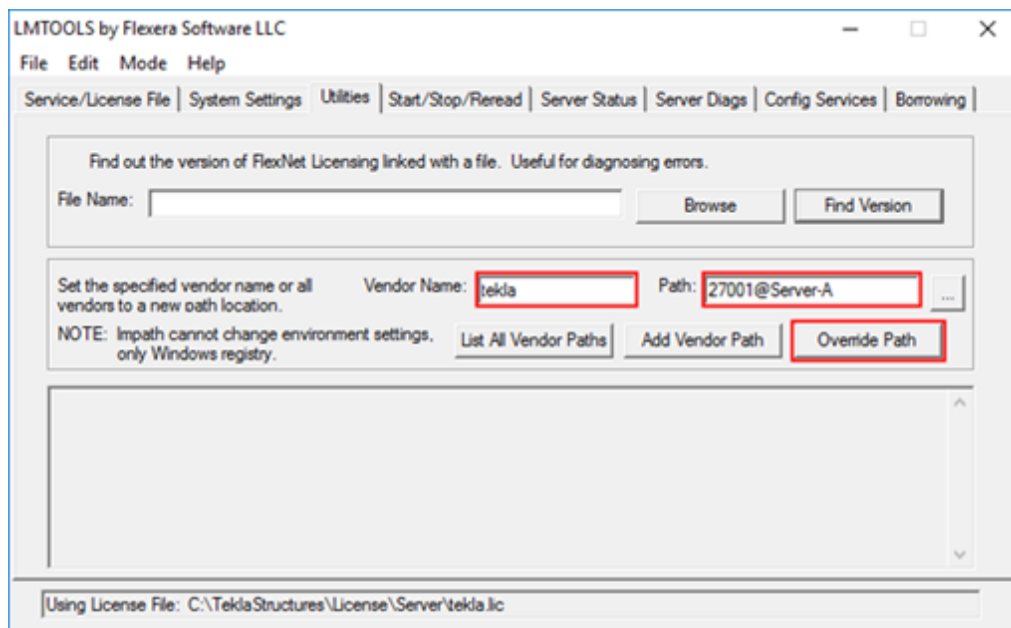 LMTOOLS by Flexera Software LLC
File Edit Mode Help
Service/License File System Settings Utilities Start/Stop/Reread Server Status Server Diags Config Services Borrowing
Find out the version of FlexNet Licensing linked with a file. Useful for diagnosing errors.
File Name: Browse Find Version
Set the specified vendor name or all
vendors to a new path location.
Vendor Name: tekla Path: 27001@Server-A ...
NOTE: lmpath cannot change environment settings,
only Windows registry.
List All Vendor Paths Add Vendor Path Override Path
Using License File: C:\TeklaStructures\License\Server\tekla.lic